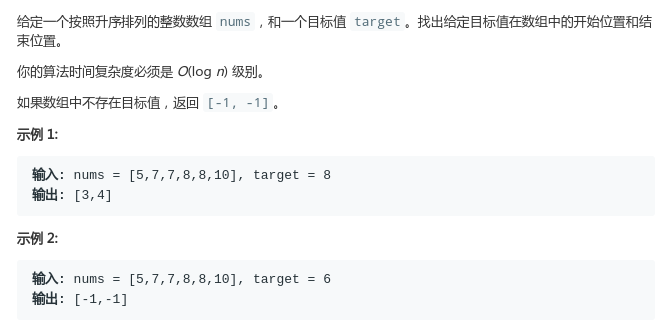 给定一个按照升序排列的整数数组 nums，和一个目标值 target。找出给定目标值在数组中的开始位置和结
束位置。
你的算法时间复杂度必须是 O(log n) 级别。
如果数组中不存在目标值，返回 [-1, -1]。
示例 1:
输入: nums = [5,7,7,8,8,10], target = 8
输出: [3,4]
示例 2:
输入: nums = [5,7,7,8,8,10], target = 6
输出: [-1,-1]